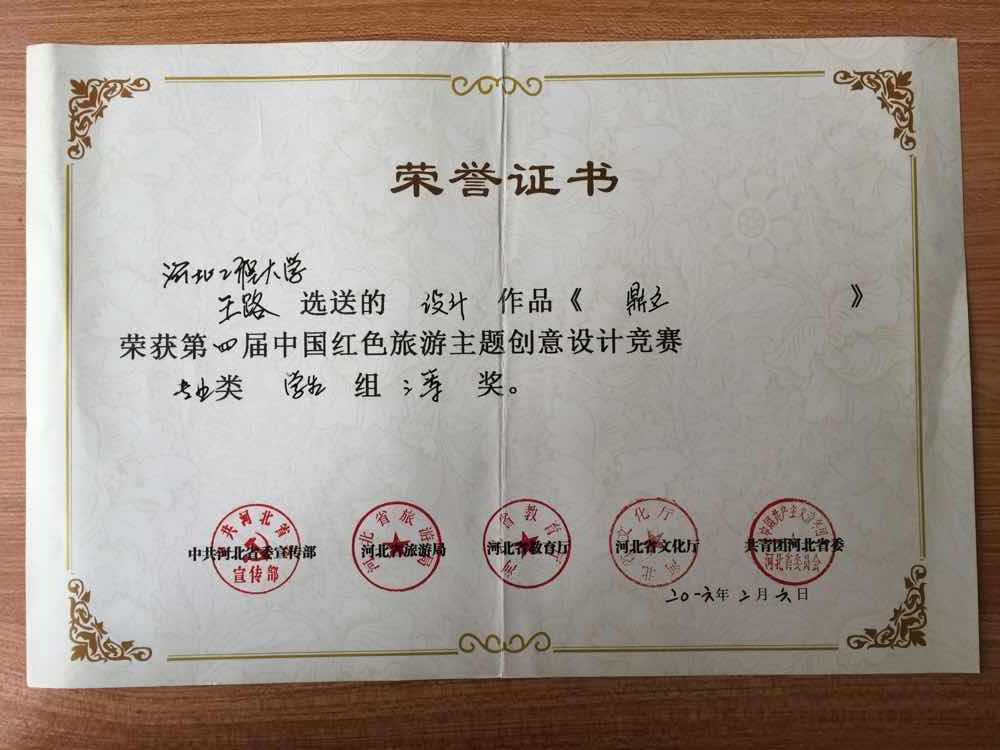 荣誉证书
河北工程大学
王路 选送的 设计 作品《 鼎立 》
荣获第四届中国红色旅游主题创意设计竞赛
专业类 学生 组 二等 奖。
中共河北省委宣传部 河北省旅游局 河北省教育厅 河北省文化厅 共青团河北省委
二〇一六年二月六日